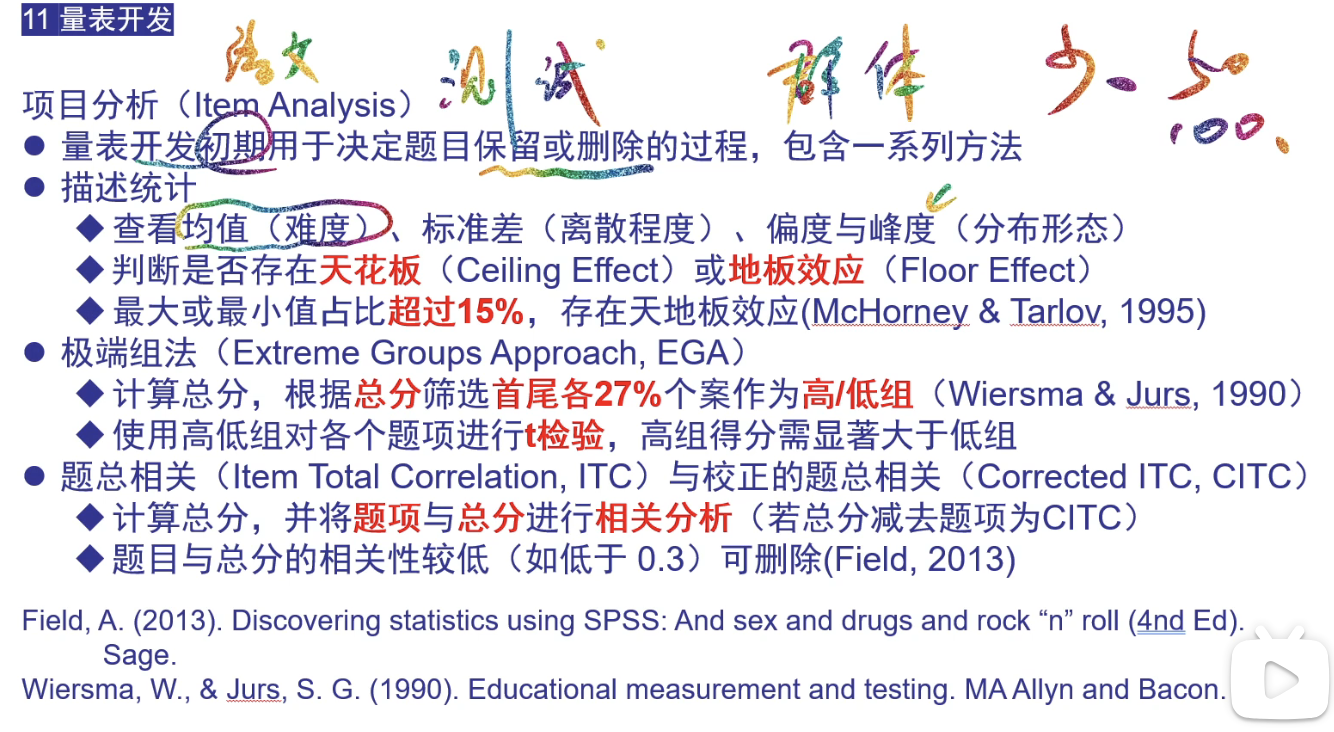 11 量表开发
语文 测试 群体 少 50
100、
项目分析（Item Analysis）
● 量表开发初期用于决定题目保留或删除的过程，包含一系列方法
● 描述统计
◆ 查看均值（难度）、标准差（离散程度）、偏度与峰度（分布形态）
◆ 判断是否存在天花板（Ceiling Effect）或地板效应（Floor Effect）
◆ 最大或最小值占比超过15%，存在天地板效应(McHorney & Tarlov, 1995)
● 极端组法（Extreme Groups Approach, EGA）
◆ 计算总分，根据总分筛选首尾各27%个案作为高/低组（Wiersma & Jurs, 1990）
◆ 使用高低组对各个题项进行t检验，高组得分需显著大于低组
● 题总相关（Item Total Correlation, ITC）与校正的题总相关（Corrected ITC, CITC）
◆ 计算总分，并将题项与总分进行相关分析（若总分减去题项为CITC）
◆ 题目与总分的相关性较低（如低于 0.3）可删除(Field, 2013)
Field, A. (2013). Discovering statistics using SPSS: And sex and drugs and rock “n” roll (4nd Ed).
Sage.
Wiersma, W., & Jurs, S. G. (1990). Educational measurement and testing. MA Allyn and Bacon.